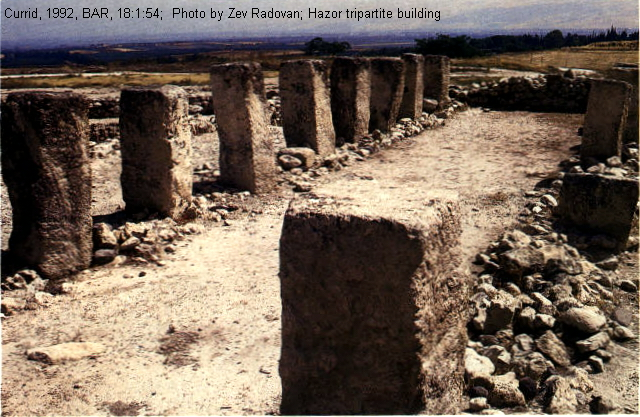 Currid, 1992, BAR, 18:1:54;  Photo by Zev Radovan; Hazor tripartite building